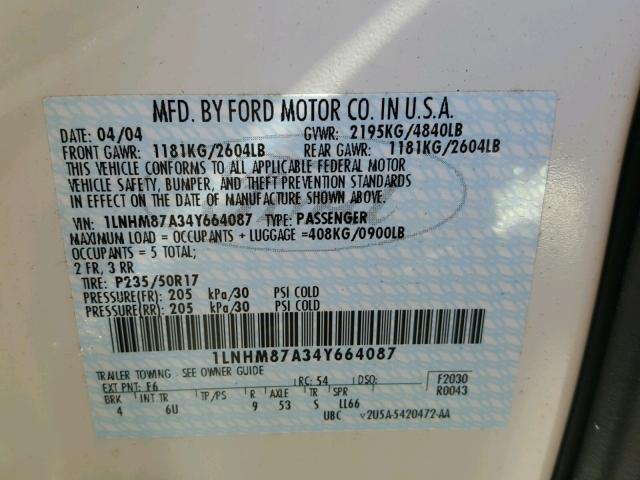 MFD. BY FORD MOTOR CO. IN U.S.A.
DATE: 04/04 GVWR: 2195KG/4840LB
FRONT GAWR: 1181KG/2604LB REAR GAWR: 1181KG/2604LB
THIS VEHICLE CONFORMS TO ALL APPLICABLE FEDERAL MOTOR
VEHICLE SAFETY, BUMPER, AND THEFT PREVENTION STANDARDS
IN EFFECT ON THE DATE OF MANUFACTURE SHOWN ABOVE.
VIN: 1LNHM87A34Y664087 TYPE: PASSENGER
MAXIMUM LOAD = OCCUPANTS + LUGGAGE =408KG/0900LB
OCCUPANTS = 5 TOTAL;
2 FR, 3 RR
TIRE: P235/50R17
PRESSURE(FR): 205 kPa/30 PSI COLD
PRESSURE(RR): 205 kPa/30 PSI COLD
1LNHM87A34Y664087
TRAILER TOWING - SEE OWNER GUIDE
EXT PNT: F6 RC: 54 DSO: F2030
BRK INT TR TP/PS R AXLE TR SPR R0043
4 6U 9 53 S LL66
UBC v2U5A-5420472-AA